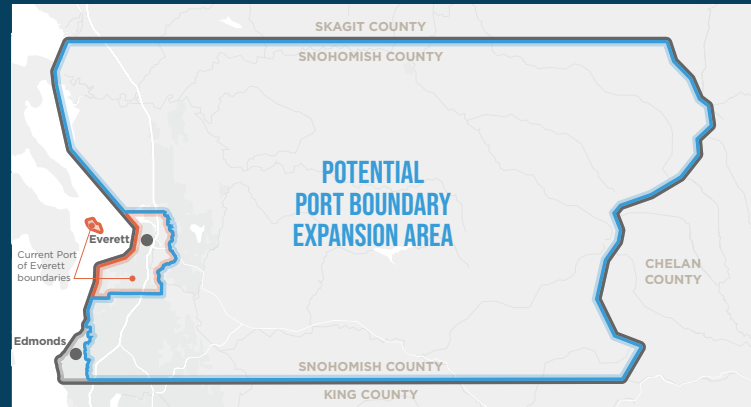 SKAGIT COUNTY
SNOHOMISH COUNTY
POTENTIAL
PORT BOUNDARY
EXPANSION AREA
Everett
Current Port
of Everett
boundaries
CHELAN
COUNTY
Edmonds
SNOHOMISH COUNTY
KING COUNTY